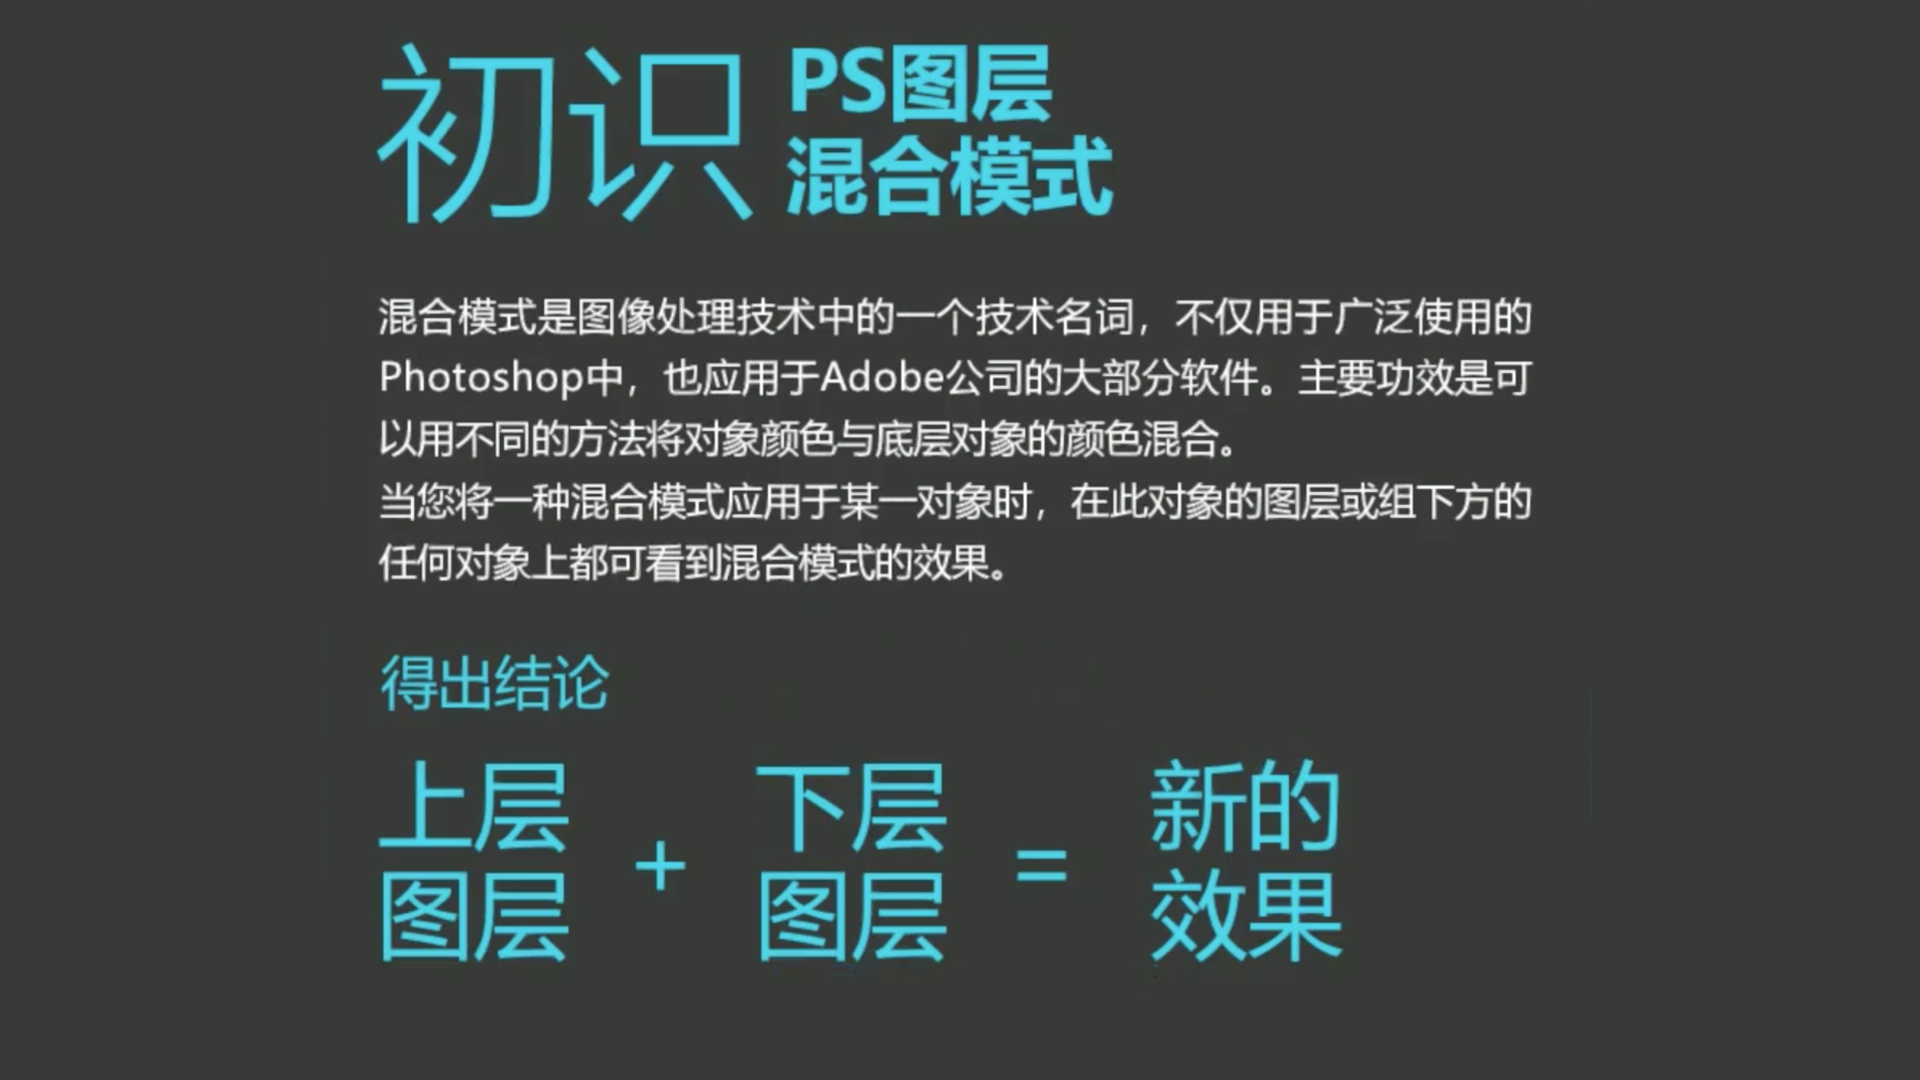 初识
PS图层
混合模式
混合模式是图像处理技术中的一个技术名词，不仅用于广泛使用的
Photoshop中，也应用于Adobe公司的大部分软件。主要功效是可
以用不同的方法将对象颜色与底层对象的颜色混合。
当您将一种混合模式应用于某一对象时，在此对象的图层或组下方的
任何对象上都可看到混合模式的效果。
得出结论
上层
图层
+
下层
图层
=
新的
效果